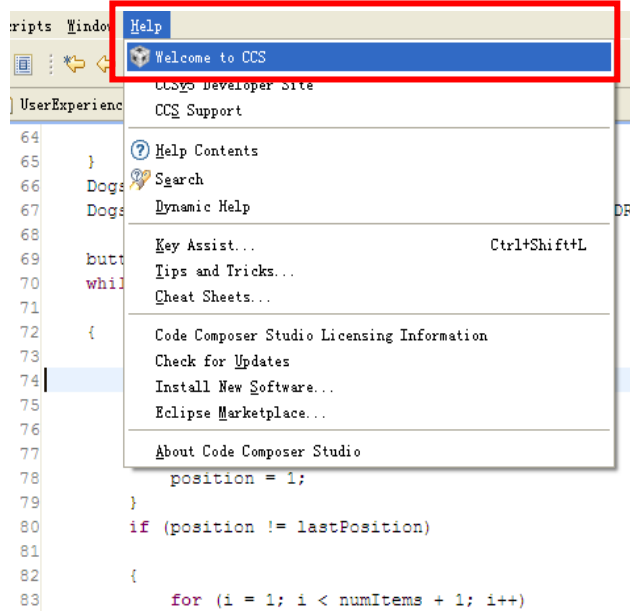 Help
Welcome to CCS
CCSv5 Developer Site
CCS Support
UserExperienc
Help Contents
Search
Dynamic Help
Key Assist... Ctrl+Shift+L
Tips and Tricks...
Cheat Sheets...
Code Composer Studio Licensing Information
Check for Updates
Install New Software...
Eclipse Marketplace...
About Code Composer Studio
64
65 }
66 Dogs
67 Dogs
68
69 butt
70 whil
71
72 {
73
74
75
76
77
78 position = 1;
79 }
80 if (position != lastPosition)
81
82 {
83 for (i = 1; i < numItems + 1; i++)